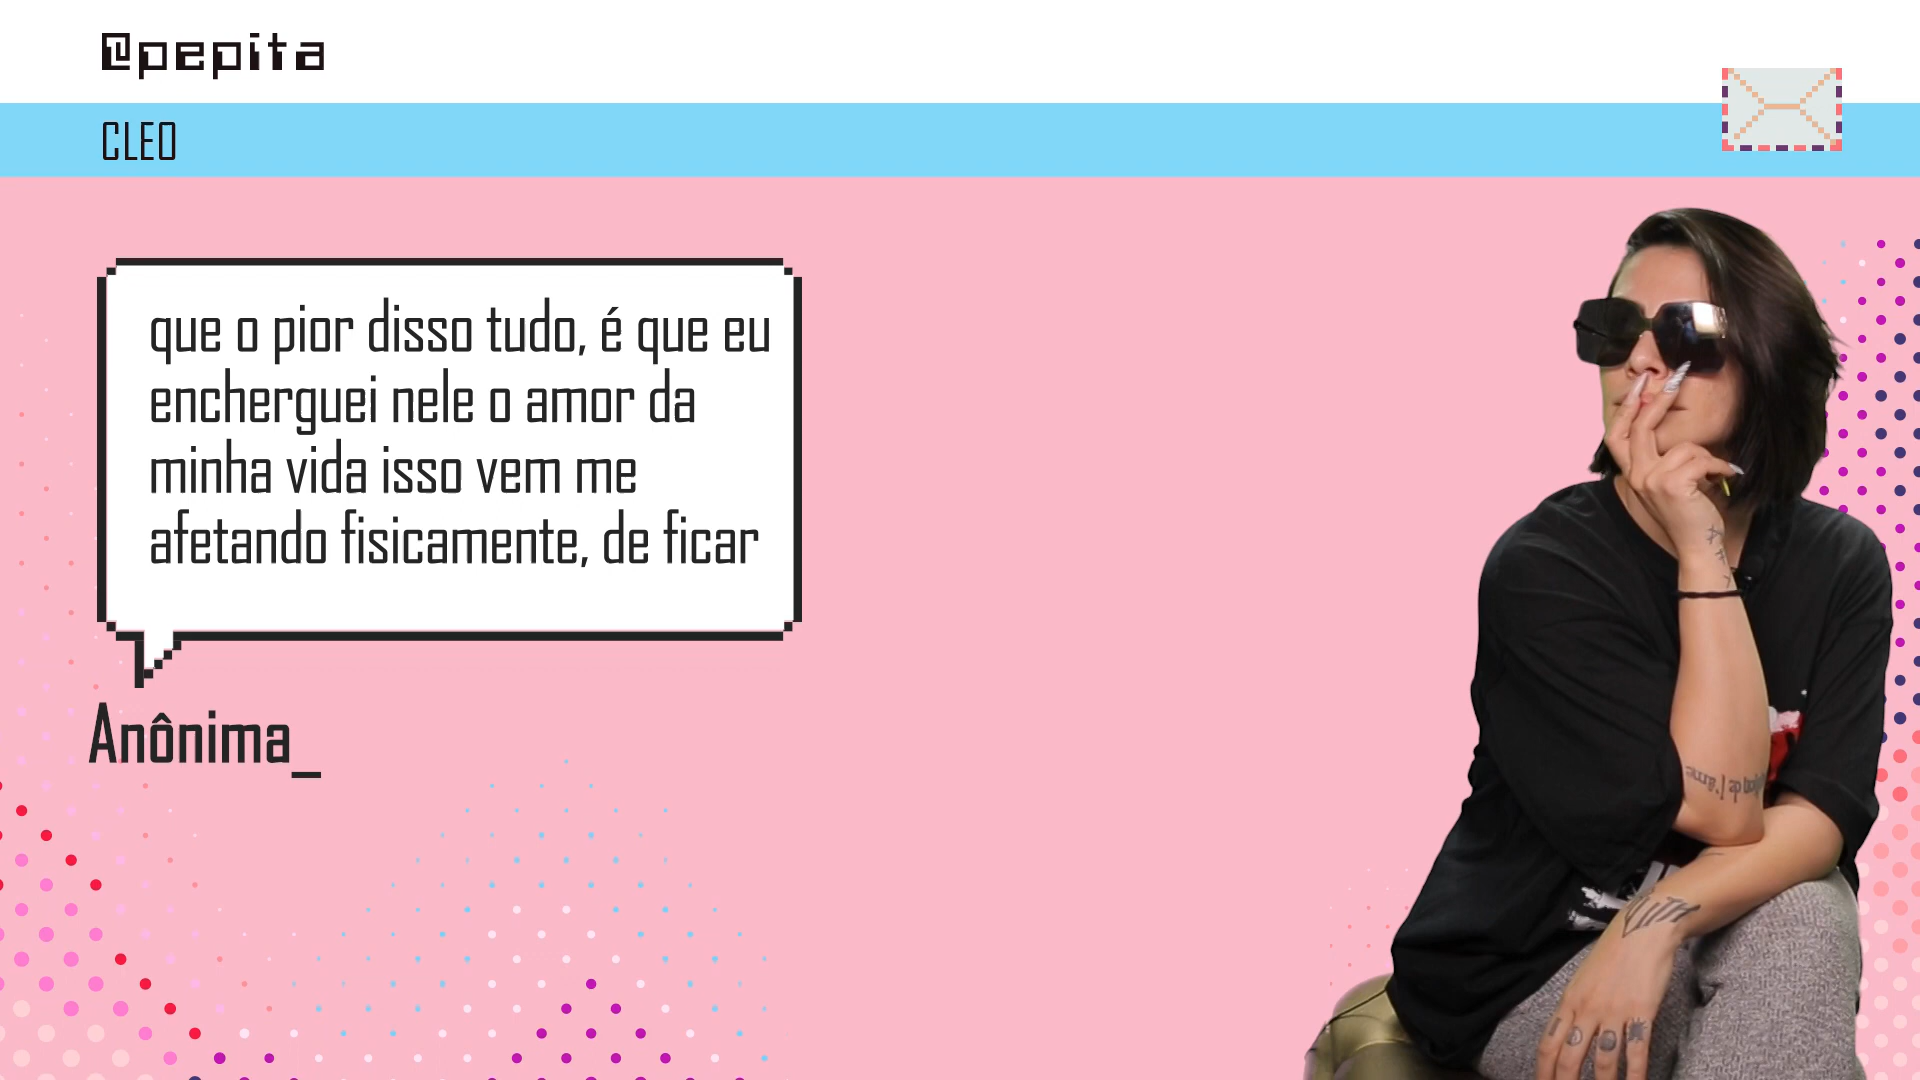 @pepita
CLEO
que o pior disso tudo, é que eu
encherguei nele o amor da
minha vida isso vem me
afetando fisicamente, de ficar
Anônima_